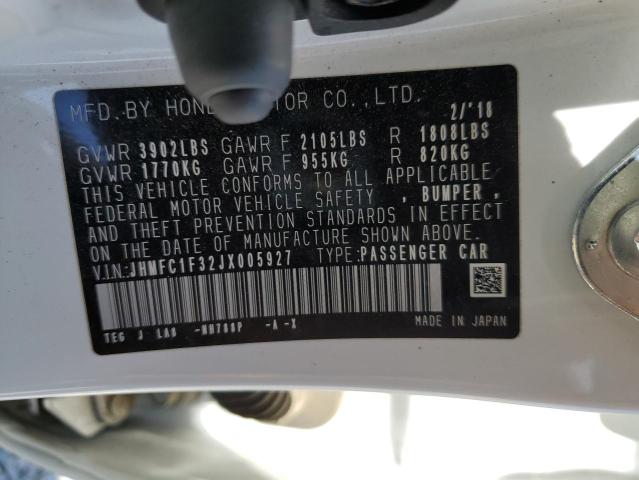 MFD. BY HONDA MOTOR CO., LTD. 2/'18
GVWR 3902LBS GAWR F 2105LBS R 1808LBS
GVWR 1770KG GAWR F 955KG R 820KG
THIS VEHICLE CONFORMS TO ALL APPLICABLE
FEDERAL MOTOR VEHICLE SAFETY , BUMPER ,
AND THEFT PREVENTION STANDARDS IN EFFECT
ON THE DATE OF MANUFACTURE SHOWN ABOVE.
V.I.N:JHMFC1F32JX005927 TYPE:PASSENGER CAR
TEG J LAS -NH788P -A -X
MADE IN JAPAN